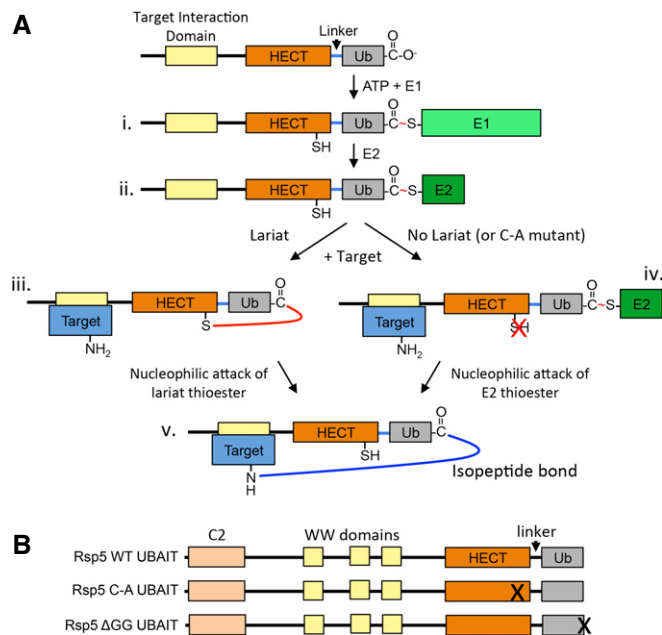 A
Target Interaction
Domain
Linker
HECT
Ub
C-O⁻
O
ATP + E1
i.
HECT
SH
Ub
O
C~S
E1
E2
ii.
HECT
SH
Ub
O
C~S
E2
Lariat
No Lariat (or C-A mutant)
+ Target
iii.
HECT
Ub
O
C
Target
S
NH₂
iv.
HECT
Ub
O
C~S
E2
Target
SH
NH₂
Nucleophilic attack of
lariat thioester
Nucleophilic attack of
E2 thioester
v.
HECT
Ub
O
C
Target
SH
N
H
Isopeptide bond
B
C2
WW domains
linker
Rsp5 WT UBAIT
HECT
Ub
Rsp5 C-A UBAIT
X
Rsp5 ΔGG UBAIT
X